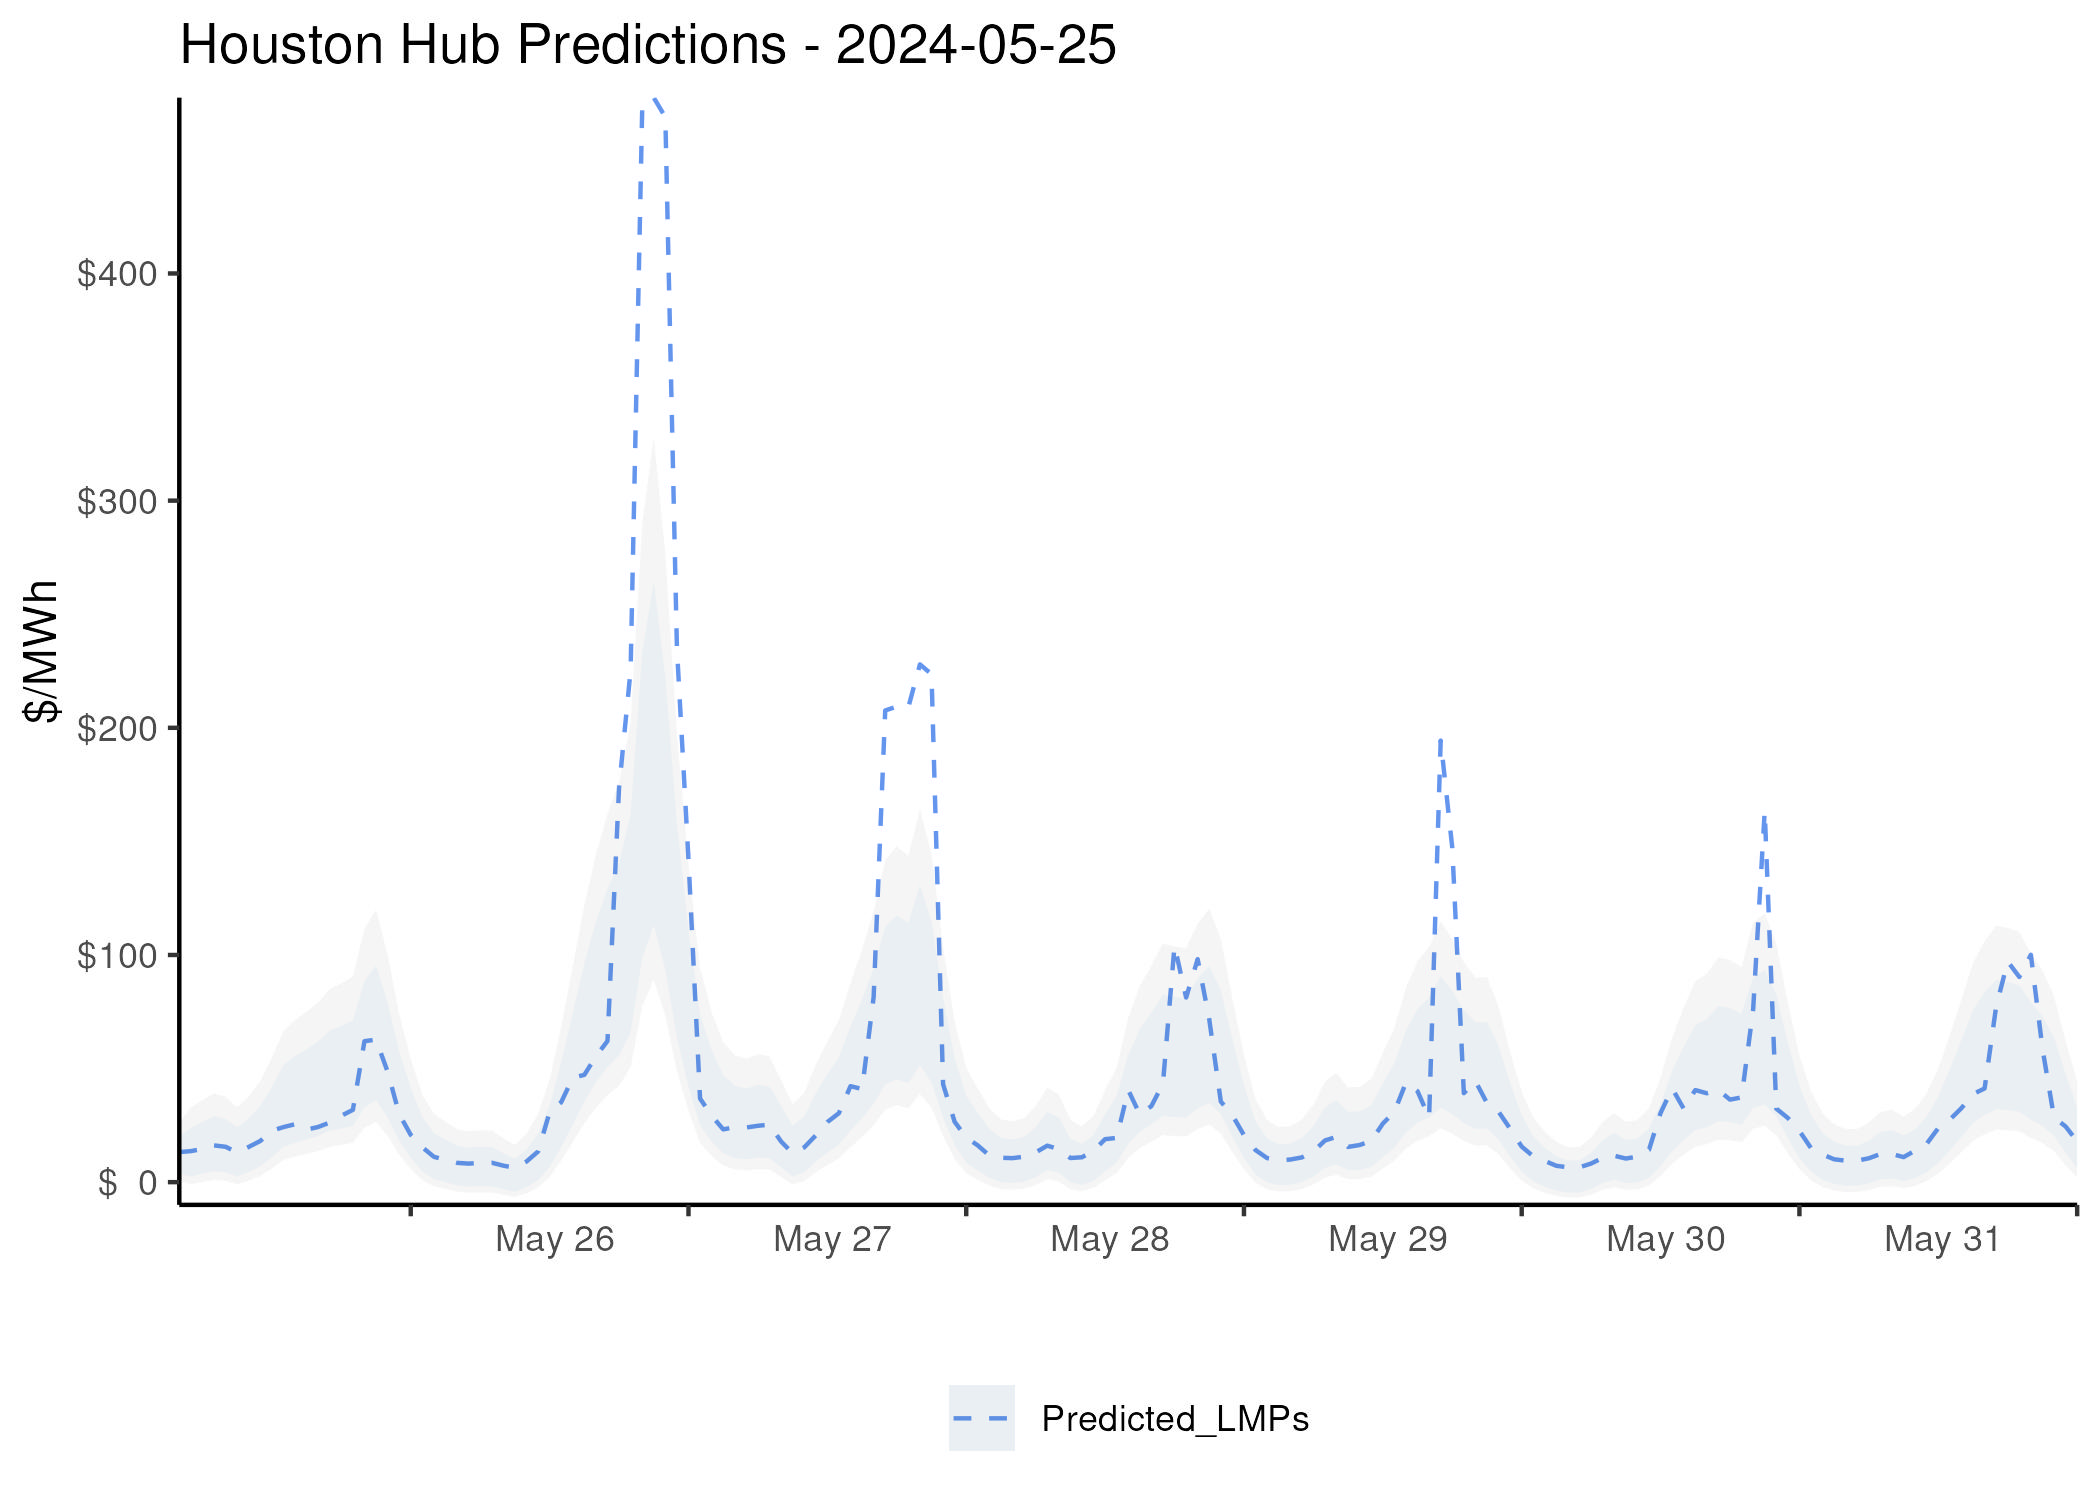 Houston Hub Predictions - 2024-05-25
$/MWh
$400
$300
$200
$100
$ 0
May 26
May 27
May 28
May 29
May 30
May 31
Predicted_LMPs